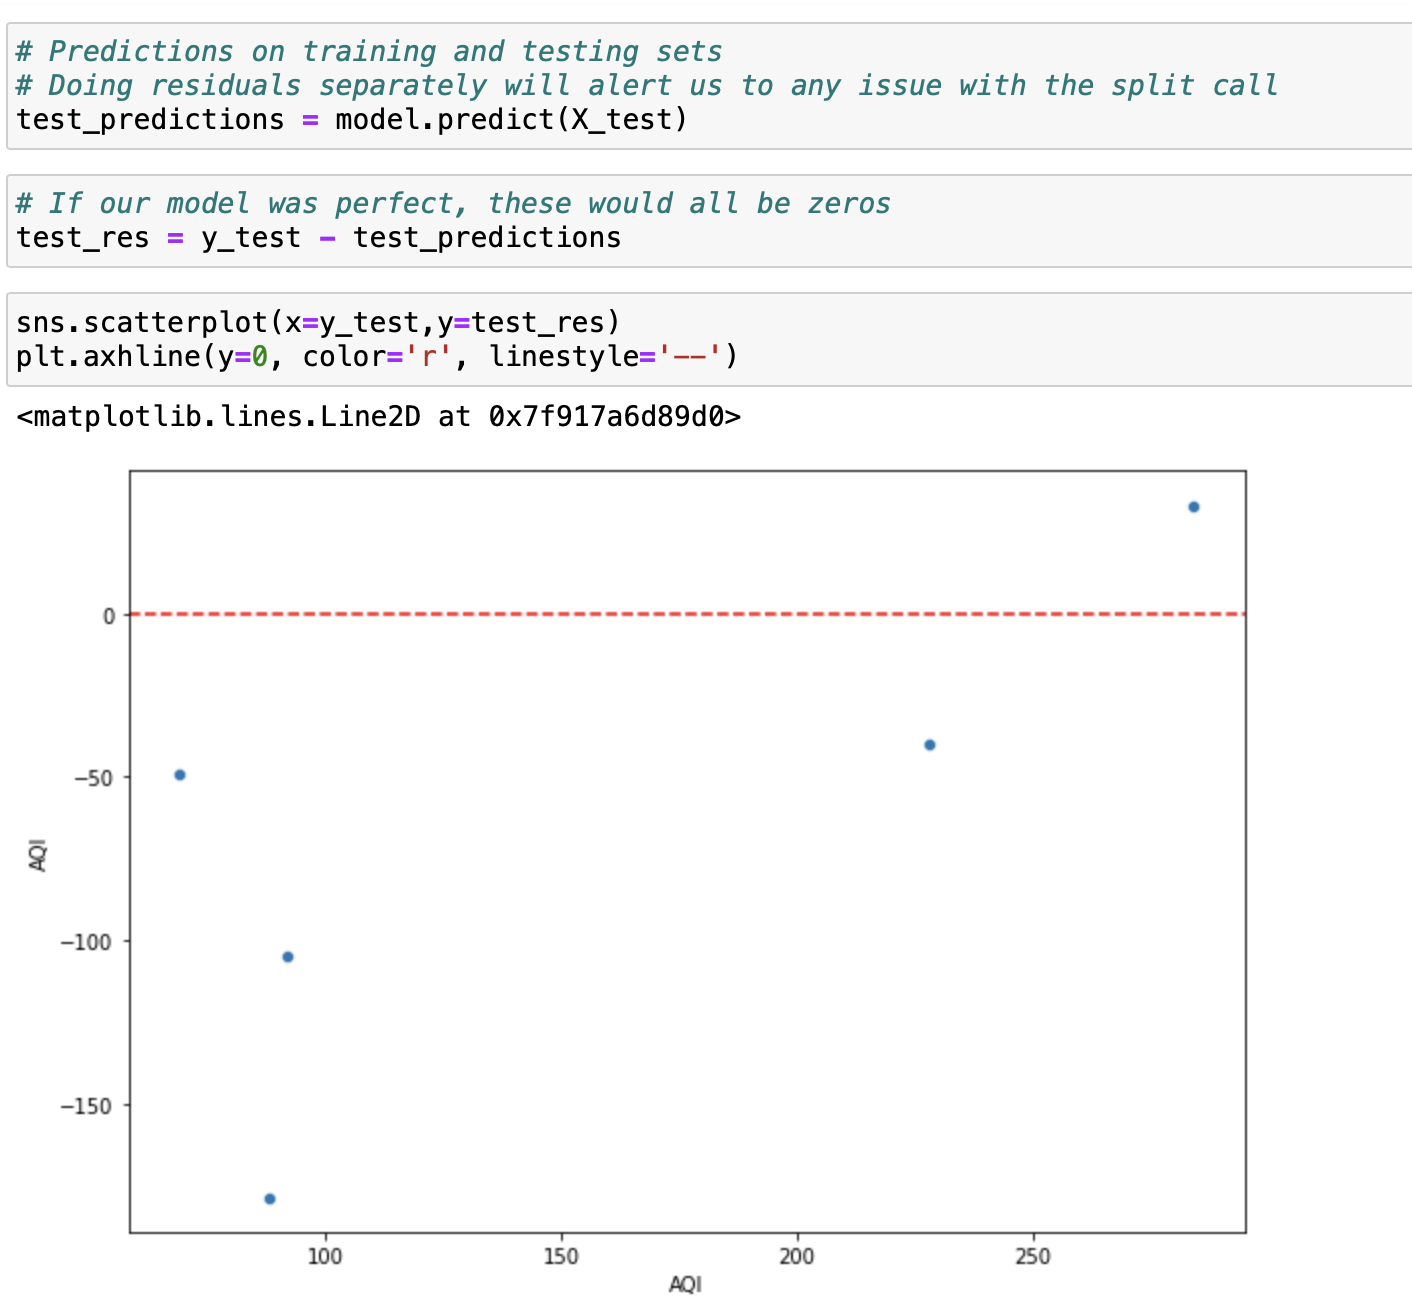 # Predictions on training and testing sets
# Doing residuals separately will alert us to any issue with the split call
test_predictions = model.predict(X_test)
# If our model was perfect, these would all be zeros
test_res = y_test - test_predictions
sns.scatterplot(x=y_test,y=test_res)
plt.axhline(y=0, color='r', linestyle='--')
<matplotlib.lines.Line2D at 0x7f917a6d89d0>
0
−50
−100
−150
AQI
100 150 200 250
AQI